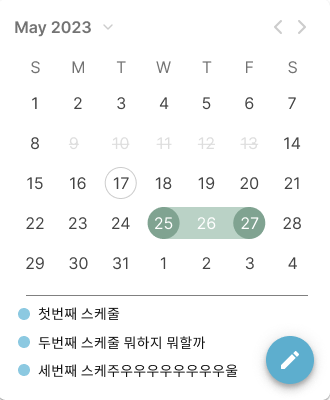 May 2023
S M T W T F S
1 2 3 4 5 6 7
8 9 10 11 12 13 14
15 16 17 18 19 20 21
22 23 24 25 26 27 28
29 30 31 1 2 3 4
첫번째 스케줄
두번째 스케줄 뭐하지 뭐할까
세번째 스케주우우우우우우우우울